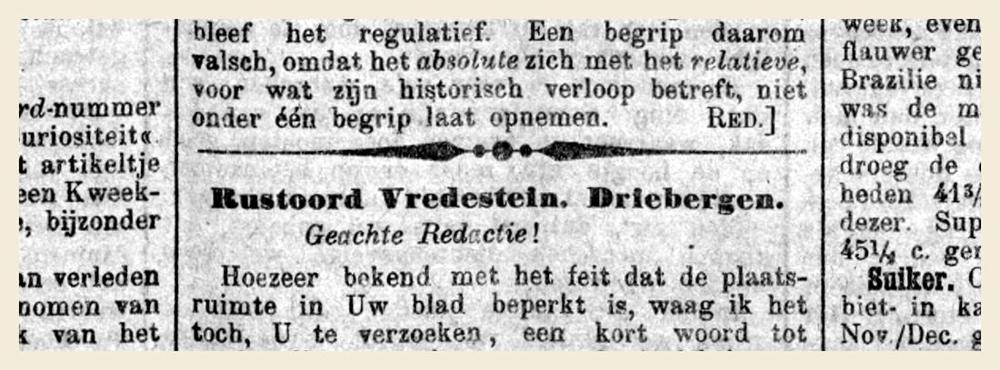 rd-nummer
uriositeit«
t artikeltje
een Kweek-
, bijzonder
an verleden
nomen van
k van het
bleef het regulatief. Een begrip daarom
valsch, omdat het absolute zich met het relatieve,
voor wat zijn historisch verloop betreft, niet
onder één begrip laat opnemen. RED.]
Rustoord Vredestein. Driebergen.
Geachte Redactie!
Hoezeer bekend met het feit dat de plaats-
ruimte in Uw blad beperkt is, waag ik het
toch, U te verzoeken, een kort woord tot
week, even
flauwer ge
Brazilie ni
was de m
disponibel
droeg de
heden 41¾
dezer. Sup
45¼ c. ger
Suiker. C
biet- in ka
Nov./Dec. g